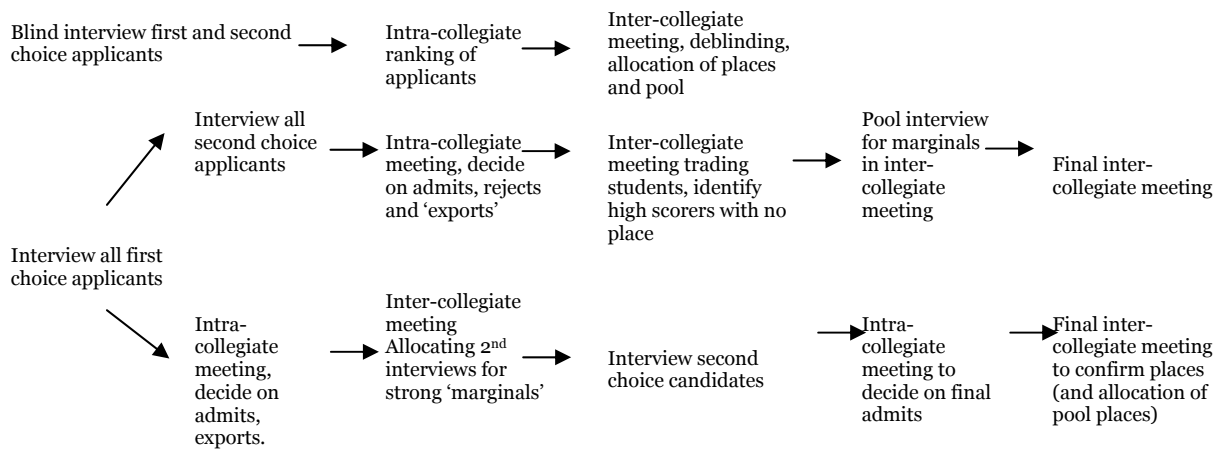 Blind interview first and second
choice applicants
Intra-collegiate
ranking of
applicants
Inter-collegiate
meeting, deblinding,
allocation of places
and pool
Interview all
second choice
applicants
Intra-collegiate
meeting, decide
on admits, rejects
and ‘exports’
Inter-collegiate
meeting trading
students, identify
high scorers with no
place
Pool interview
for marginals
in inter-
collegiate
meeting
Final inter-
collegiate meeting
Interview all first
choice applicants
Intra-
collegiate
meeting,
decide on
admits,
exports.
Inter-collegiate
meeting
Allocating 2nd
interviews for
strong ‘marginals’
Interview second
choice candidates
Intra-
collegiate
meeting to
decide on final
admits
Final inter-
collegiate meeting
to confirm places
(and allocation of
pool places)